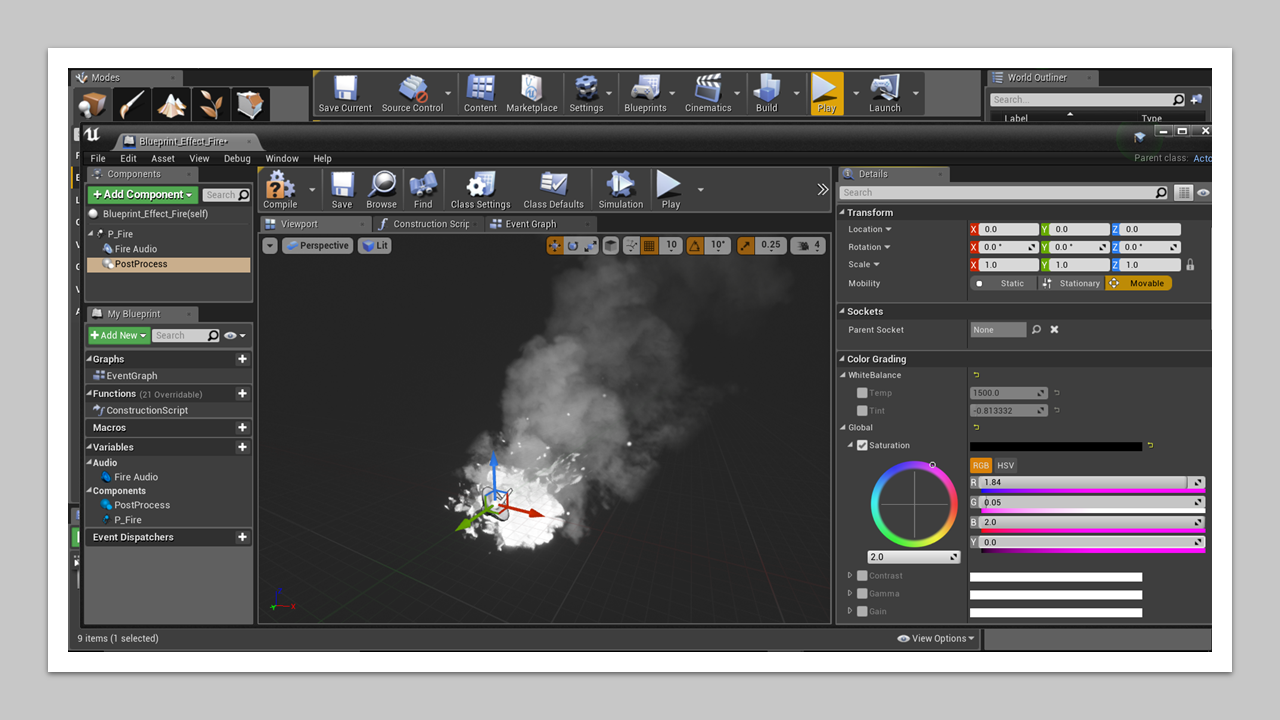 Modes
Save Current
Source Control
Content
Marketplace
Settings
Blueprints
Cinematics
Build
Play
Launch
World Outliner
Search...
Label
Type
Blueprint_Effect_Fire*
File Edit Asset View Debug Window Help
Parent class: Acto
Components
+ Add Component
Search
Blueprint_Effect_Fire(self)
P_Fire
Fire Audio
PostProcess
My Blueprint
+ Add New
Search
Graphs
EventGraph
Functions (21 Overridable)
ConstructionScript
Macros
Variables
Audio
Fire Audio
Components
PostProcess
P_Fire
Event Dispatchers
Compile
Save
Browse
Find
Class Settings
Class Defaults
Simulation
Play
Viewport
Construction Scrip
Event Graph
Perspective
Lit
10
10°
0.25
4
X
Details
Search
Transform
Location X 0.0 Y 0.0 Z 0.0
Rotation X 0.0 ° Y 0.0 ° Z 0.0 °
Scale X 1.0 Y 1.0 Z 1.0
Mobility Static Stationary Movable
Sockets
Parent Socket None
Color Grading
WhiteBalance
Temp 1500.0
Tint -0.813332
Global
Saturation
RGB HSV
R 1.84
G 0.05
B 2.0
Y 0.0
2.0
Contrast
Gamma
Gain
9 items (1 selected)
View Options